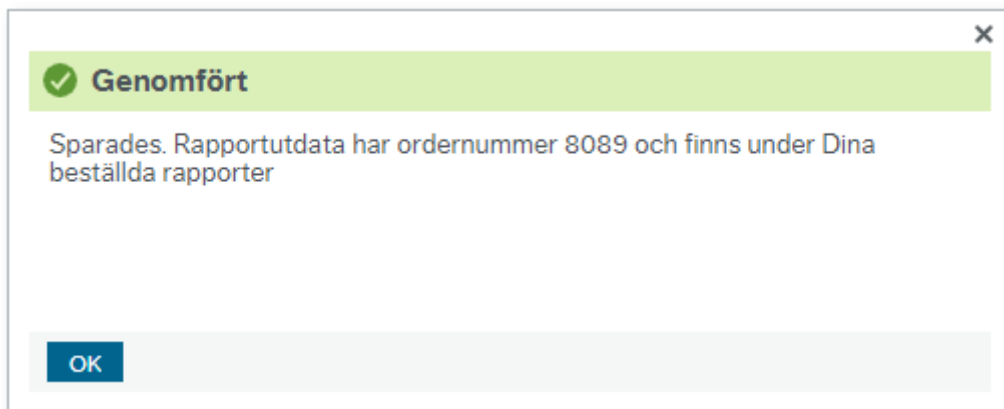 Genomfört
Sparades. Rapportutdata har ordernummer 8089 och finns under Dina
beställda rapporter
OK